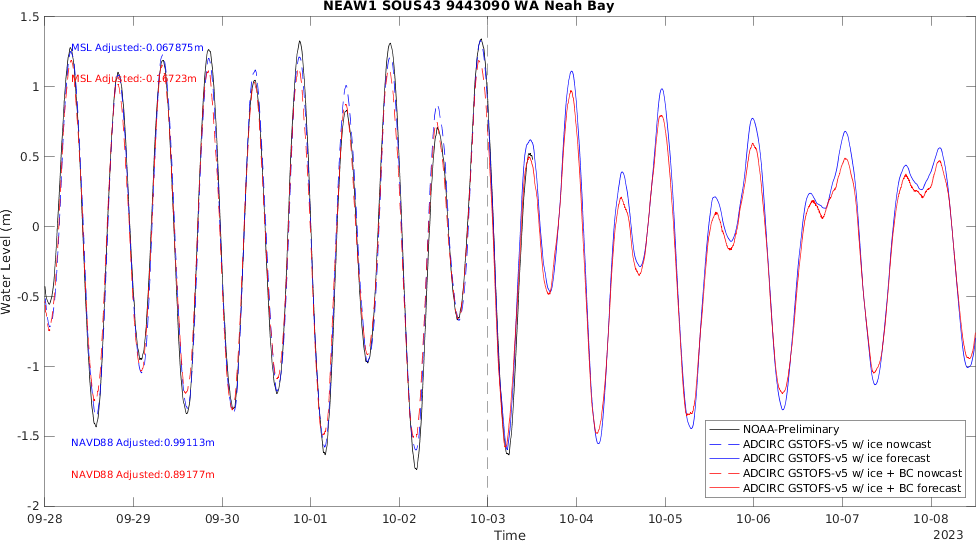 NEAW1 SOUS43 9443090 WA Neah Bay
1.5
1
0.5
0
-0.5
-1
-1.5
-2
Water Level (m)
MSL Adjusted:-0.067875m
MSL Adjusted:-0.16723m
NAVD88 Adjusted:0.99113m
NAVD88 Adjusted:0.89177m
NOAA-Preliminary
ADCIRC GSTOFS-v5 w/ ice nowcast
ADCIRC GSTOFS-v5 w/ ice forecast
ADCIRC GSTOFS-v5 w/ ice + BC nowcast
ADCIRC GSTOFS-v5 w/ ice + BC forecast
09-28 09-29 09-30 10-01 10-02 10-03 10-04 10-05 10-06 10-07 10-08
Time
2023